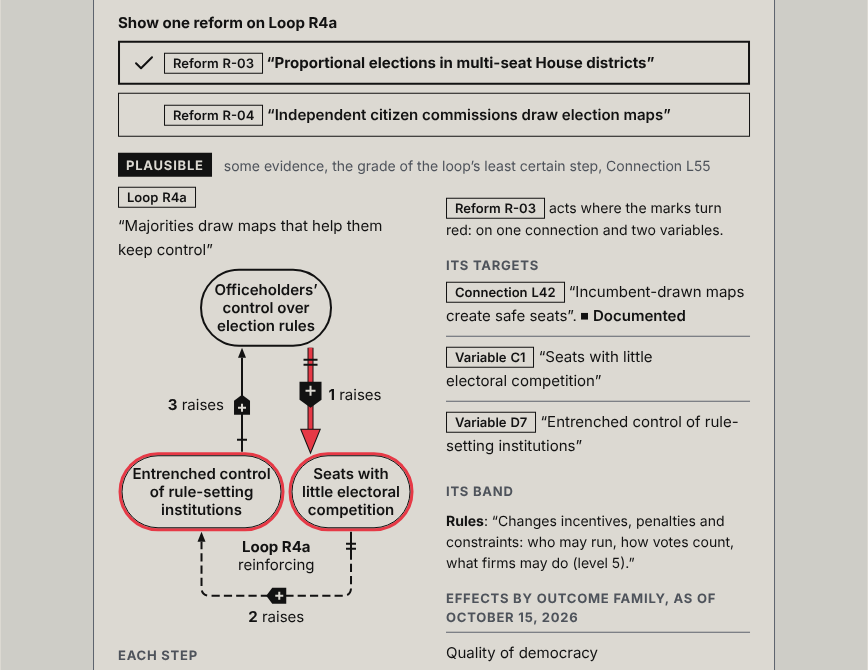 Show one reform on Loop R4a
Reform R-03 “Proportional elections in multi-seat House districts”
Reform R-04 “Independent citizen commissions draw election maps”
PLAUSIBLE some evidence, the grade of the loop’s least certain step, Connection L55
Loop R4a
“Majorities draw maps that help them
keep control”
Officeholders’
control over
election rules
3 raises
1 raises
Entrenched control
of rule-setting
institutions
Seats with
little electoral
competition
Loop R4a
reinforcing
2 raises
EACH STEP
Reform R-03 acts where the marks turn
red: on one connection and two variables.
ITS TARGETS
Connection L42 “Incumbent-drawn maps
create safe seats”. ■ Documented
Variable C1 “Seats with little
electoral competition”
Variable D7 “Entrenched control of rule-
setting institutions”
ITS BAND
Rules: “Changes incentives, penalties and
constraints: who may run, how votes count,
what firms may do (level 5).”
EFFECTS BY OUTCOME FAMILY, AS OF
OCTOBER 15, 2026
Quality of democracy